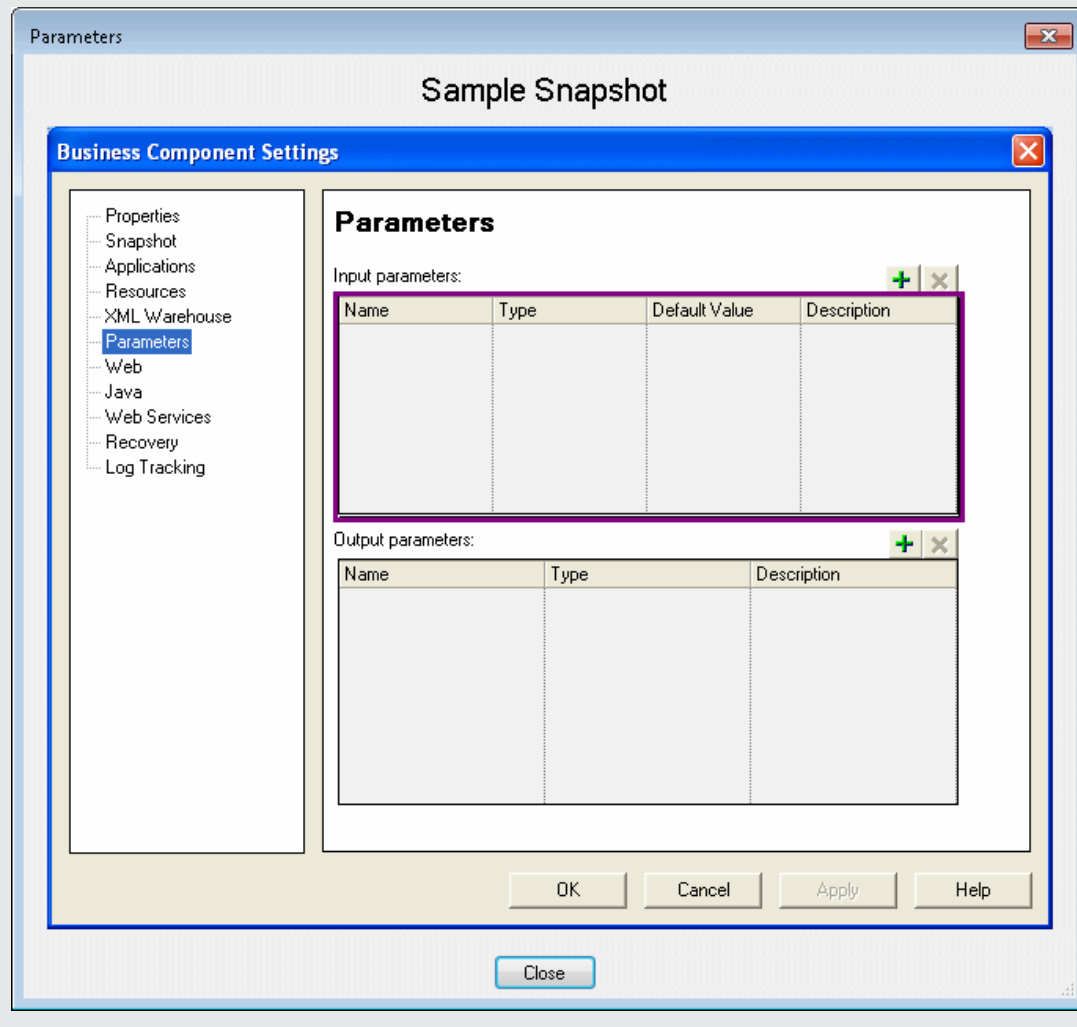 Parameters
Sample Snapshot
Business Component Settings
Properties
Snapshot
Applications
Resources
XML Warehouse
Parameters
Web
Java
Web Services
Recovery
Log Tracking
Parameters
Input parameters:
Name Type Default Value Description
Output parameters:
Name Type Description
OK Cancel Apply Help
Close